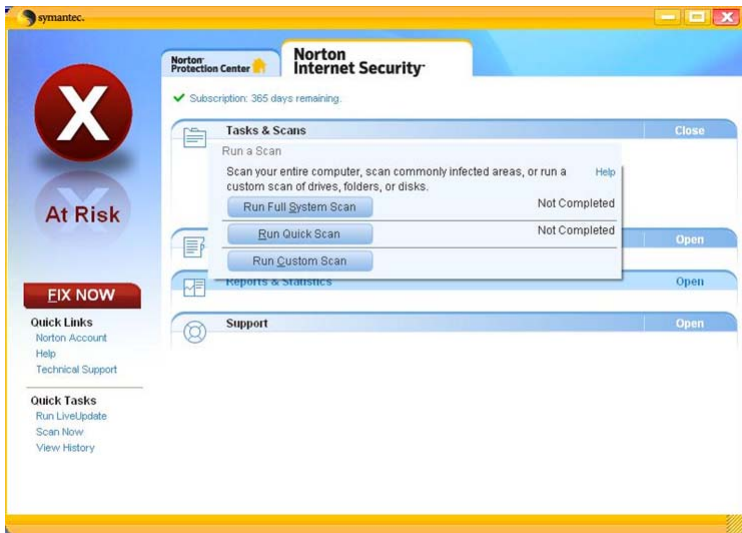 symantec.
Norton
Protection Center
Norton
Internet Security
Subscription: 365 days remaining.
X
At Risk
FIX NOW
Quick Links
Norton Account
Help
Technical Support
Quick Tasks
Run LiveUpdate
Scan Now
View History
Tasks & Scans
Close
Run a Scan
Scan your entire computer, scan commonly infected areas, or run a
custom scan of drives, folders, or disks.
Help
Run Full System Scan
Not Completed
Run Quick Scan
Not Completed
Run Custom Scan
Open
Reports & Statistics
Open
Support
Open